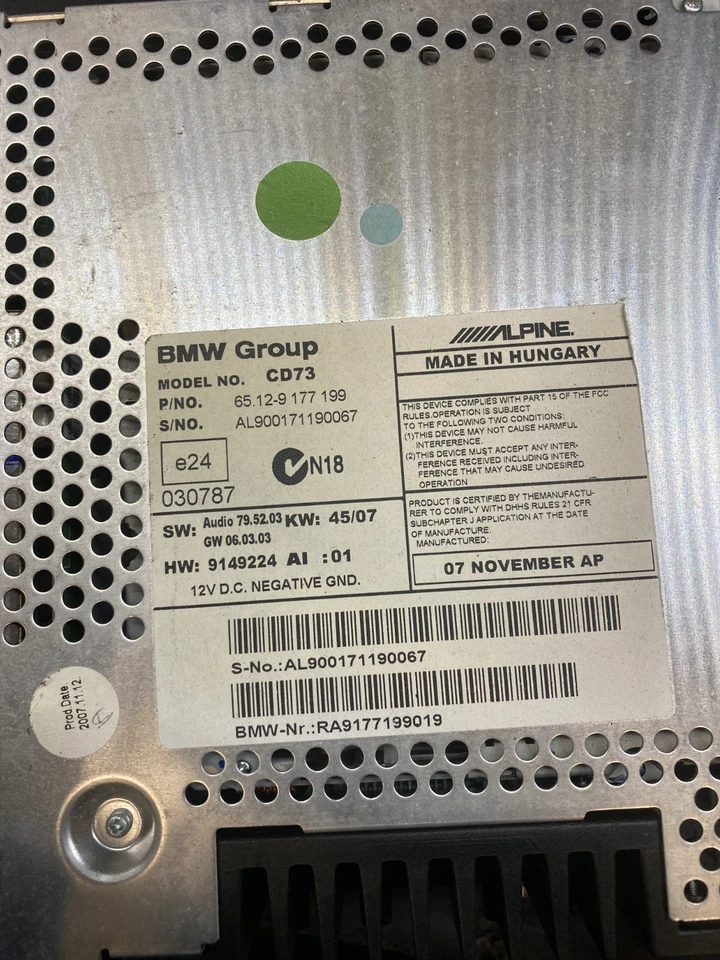 BMW Group
MODEL NO. CD73
P/NO. 65.12-9 177 199
S/NO. AL900171190067
e24
N18
030787
SW: Audio 79.52.03 KW: 45/07
GW 06.03.03
HW: 9149224 AI :01
12V D.C. NEGATIVE GND.
ALPINE.
MADE IN HUNGARY
THIS DEVICE COMPLIES WITH PART 15 OF THE FCC
RULES.OPERATION IS SUBJECT
TO THE FOLLOWING TWO CONDITIONS:
(1)THIS DEVICE MAY NOT CAUSE HARMFUL
INTERFERENCE.
(2)THIS DEVICE MUST ACCEPT ANY INTER-
FERENCE RECEIVED INCLUDING INTER-
FERENCE THAT MAY CAUSE UNDESIRED
OPERATION
PRODUCT IS CERTIFIED BY THEMANUFACTU-
RER TO COMPLY WITH DHHS RULES 21 CFR
SUBCHAPTER J APPLICATION AT THE DATE
OF MANUFACTURE.
MANUFACTURED:
07 NOVEMBER AP
S-No.:AL900171190067
BMW-Nr.:RA9177199019
Prod.Date.
2007.11.12.